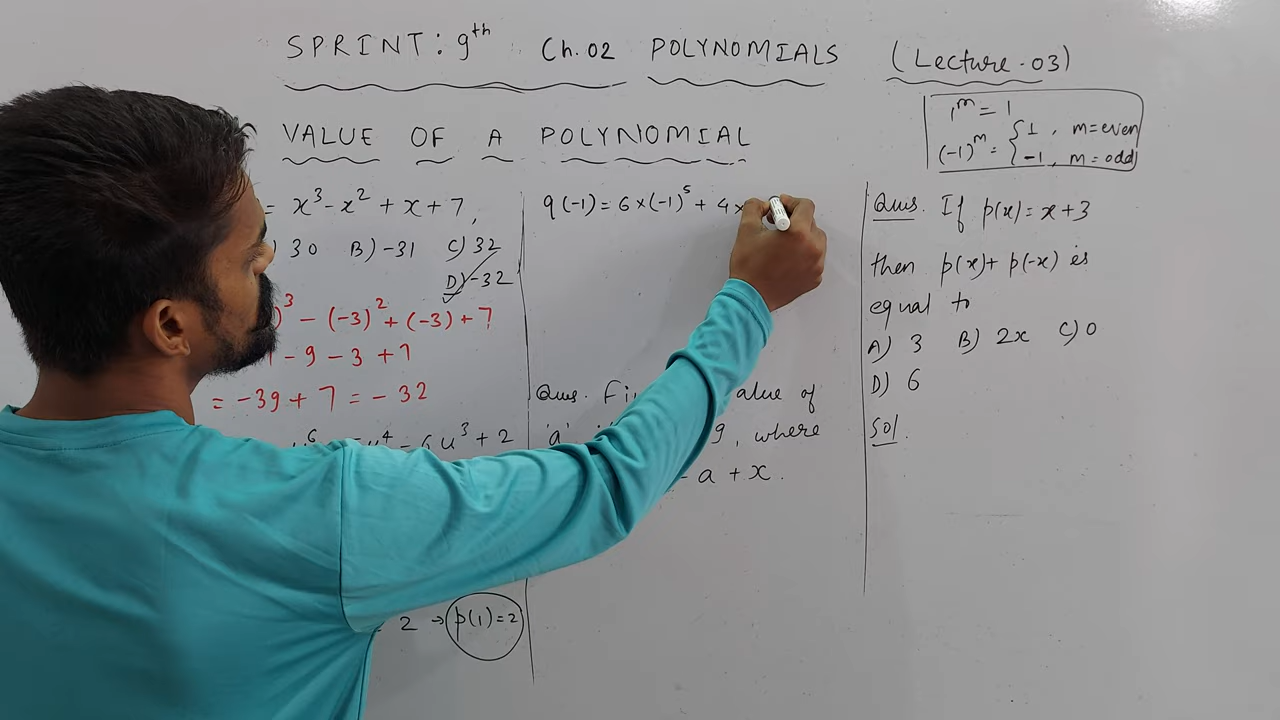 SPRINT: 9th Ch.02 POLYNOMIALS (Lecture-03)
1^m = 1
(-1)^m = { 1, m=even
-1, m=odd
VALUE OF A POLYNOMIAL
= x³-x²+x+7,
30 B) -31 C) 32
D) -32
)³ - (-3)² + (-3) + 7
- 9 - 3 + 7
= -39 + 7 = -32
u⁴ - 6u³ + 2
2 → p(1)=2
q(-1) = 6×(-1)⁵ + 4×
Qus. Fi alue of
'a' 9, where
- a + x.
Qus. If p(x) = x+3
then p(x) + p(-x) is
equal to
A) 3 B) 2x C) 0
D) 6
Sol.